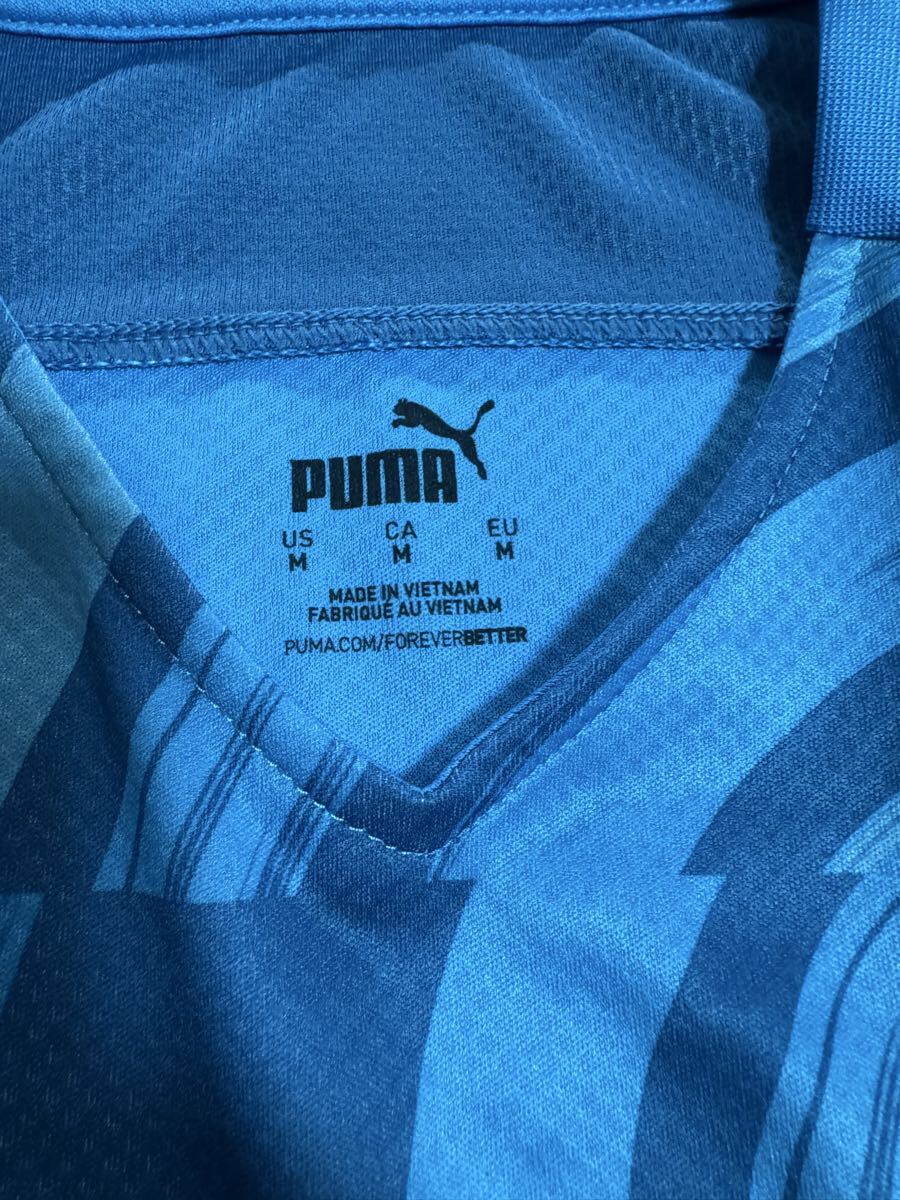 PUMA
US CA EU
M M M
MADE IN VIETNAM
FABRIQUÉ AU VIETNAM
PUMA.COM/FOREVERBETTER